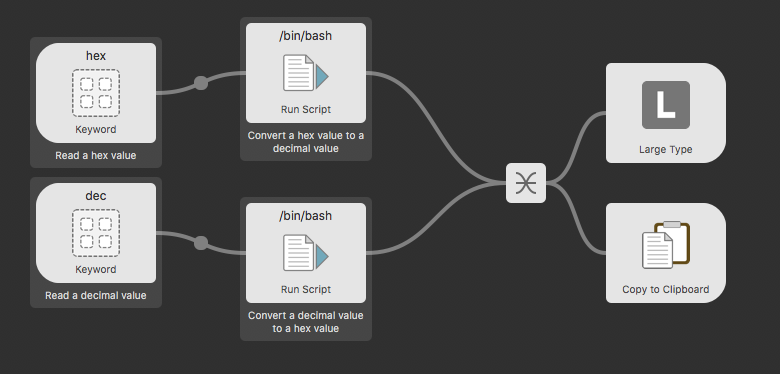 hex
Keyword
Read a hex value
/bin/bash
Run Script
Convert a hex value to a
decimal value
dec
Keyword
Read a decimal value
/bin/bash
Run Script
Convert a decimal value
to a hex value
L
Large Type
Copy to Clipboard